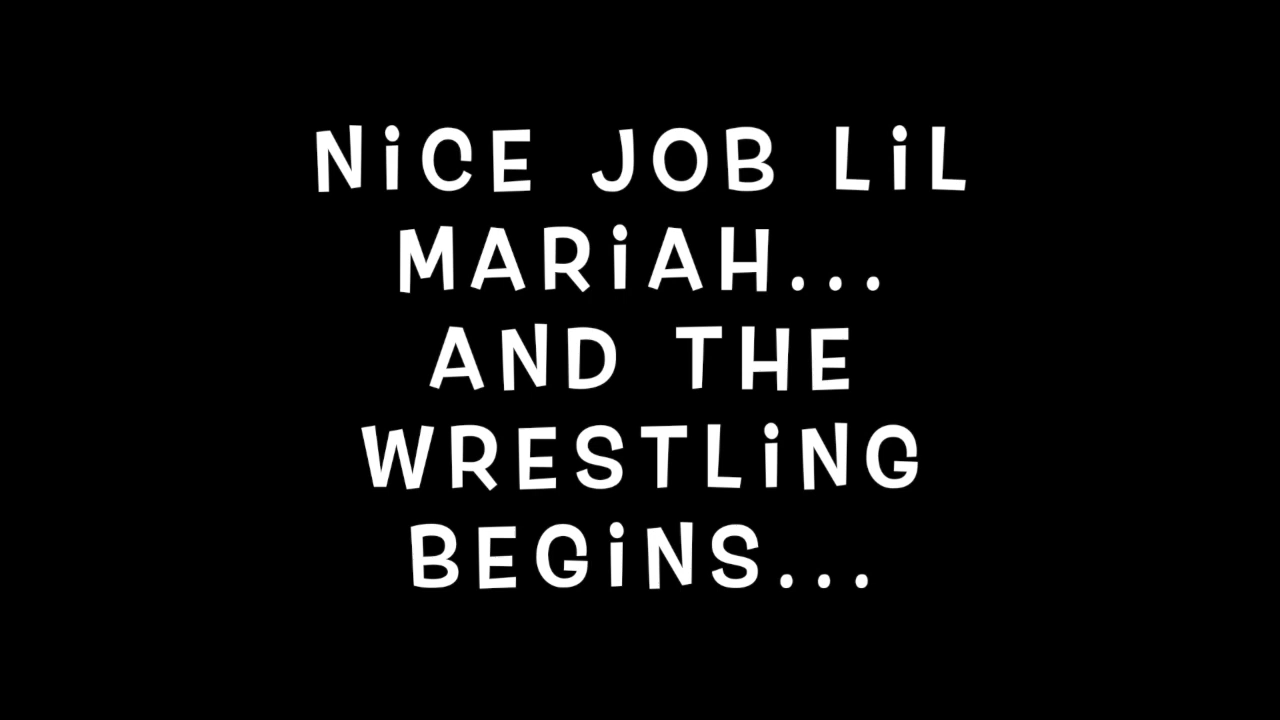 NiCE JOB LiL
MARiAH...
AND THE
WRESTLiNG
BEGiNS...